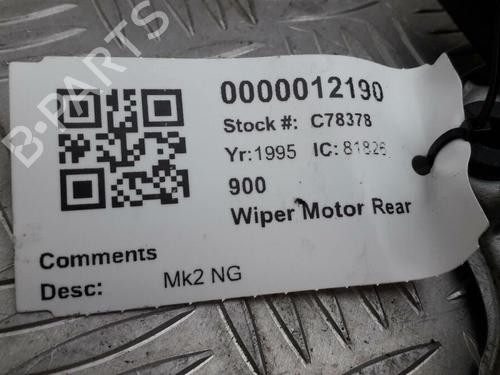 0000012190
Stock #: C78378
Yr:1995 IC: 81826
900
Wiper Motor Rear
Comments
Desc: Mk2 NG
B-PARTS